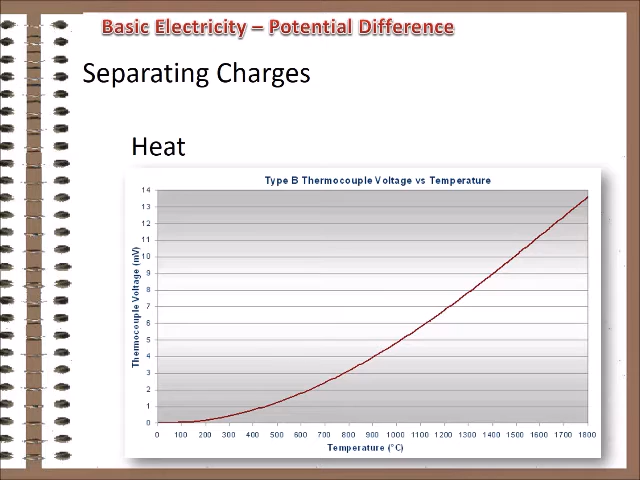 Basic Electricity – Potential Difference
Separating Charges
Heat
Type B Thermocouple Voltage vs Temperature
Thermocouple Voltage (mV)
14
13
12
11
10
9
8
7
6
5
4
3
2
1
0
0 100 200 300 400 500 600 700 800 900 1000 1100 1200 1300 1400 1500 1600 1700 1800
Temperature (°C)